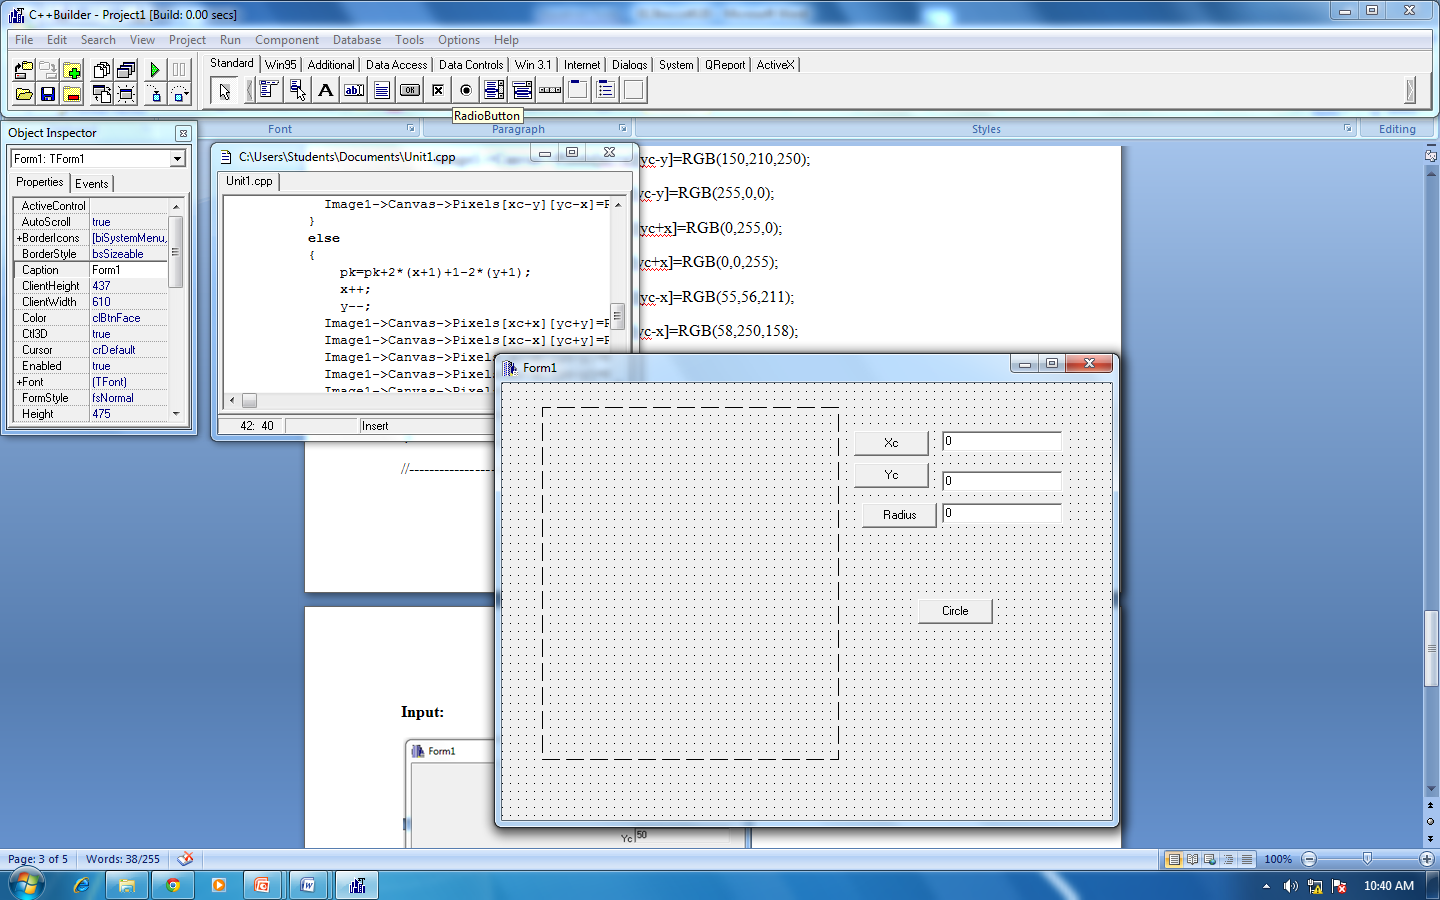 C++Builder - Project1 [Build: 0.00 secs]
File Edit Search View Project Run Component Database Tools Options Help
Standard Win95 Additional Data Access Data Controls Win 3.1 Internet Dialogs System QReport ActiveX
A ab OK
RadioButton
Font Paragraph Styles Editing
Object Inspector
Form1: TForm1
Properties Events
ActiveControl
AutoScroll true
+BorderIcons [biSystemMenu,
BorderStyle bsSizeable
Caption Form1
ClientHeight 437
ClientWidth 610
Color clBtnFace
Ctl3D true
Cursor crDefault
Enabled true
+Font (TFont)
FormStyle fsNormal
Height 475
C:\Users\Students\Documents\Unit1.cpp
Unit1.cpp
Image1->Canvas->Pixels[xc-y][yc-x]=
}
else
{
pk=pk+2*(x+1)+1-2*(y+1);
x++;
y--;
Image1->Canvas->Pixels[xc+x][yc+y]=
Image1->Canvas->Pixels[xc-x][yc+y]=
Image1->Canvas->Pixels
Image1->Canvas->Pixels
Image1->Canvas->Pixels
42: 40 Insert
yc-y]=RGB(150,210,250);
yc-y]=RGB(255,0,0);
yc+x]=RGB(0,255,0);
yc+x]=RGB(0,0,255);
yc-x]=RGB(55,56,211);
yc-x]=RGB(58,250,158);
//-----------------
Form1
Xc 0
Yc 0
Radius 0
Circle
Input:
Form1
Yc 50
Page: 3 of 5 Words: 38/255 100%
10:40 AM